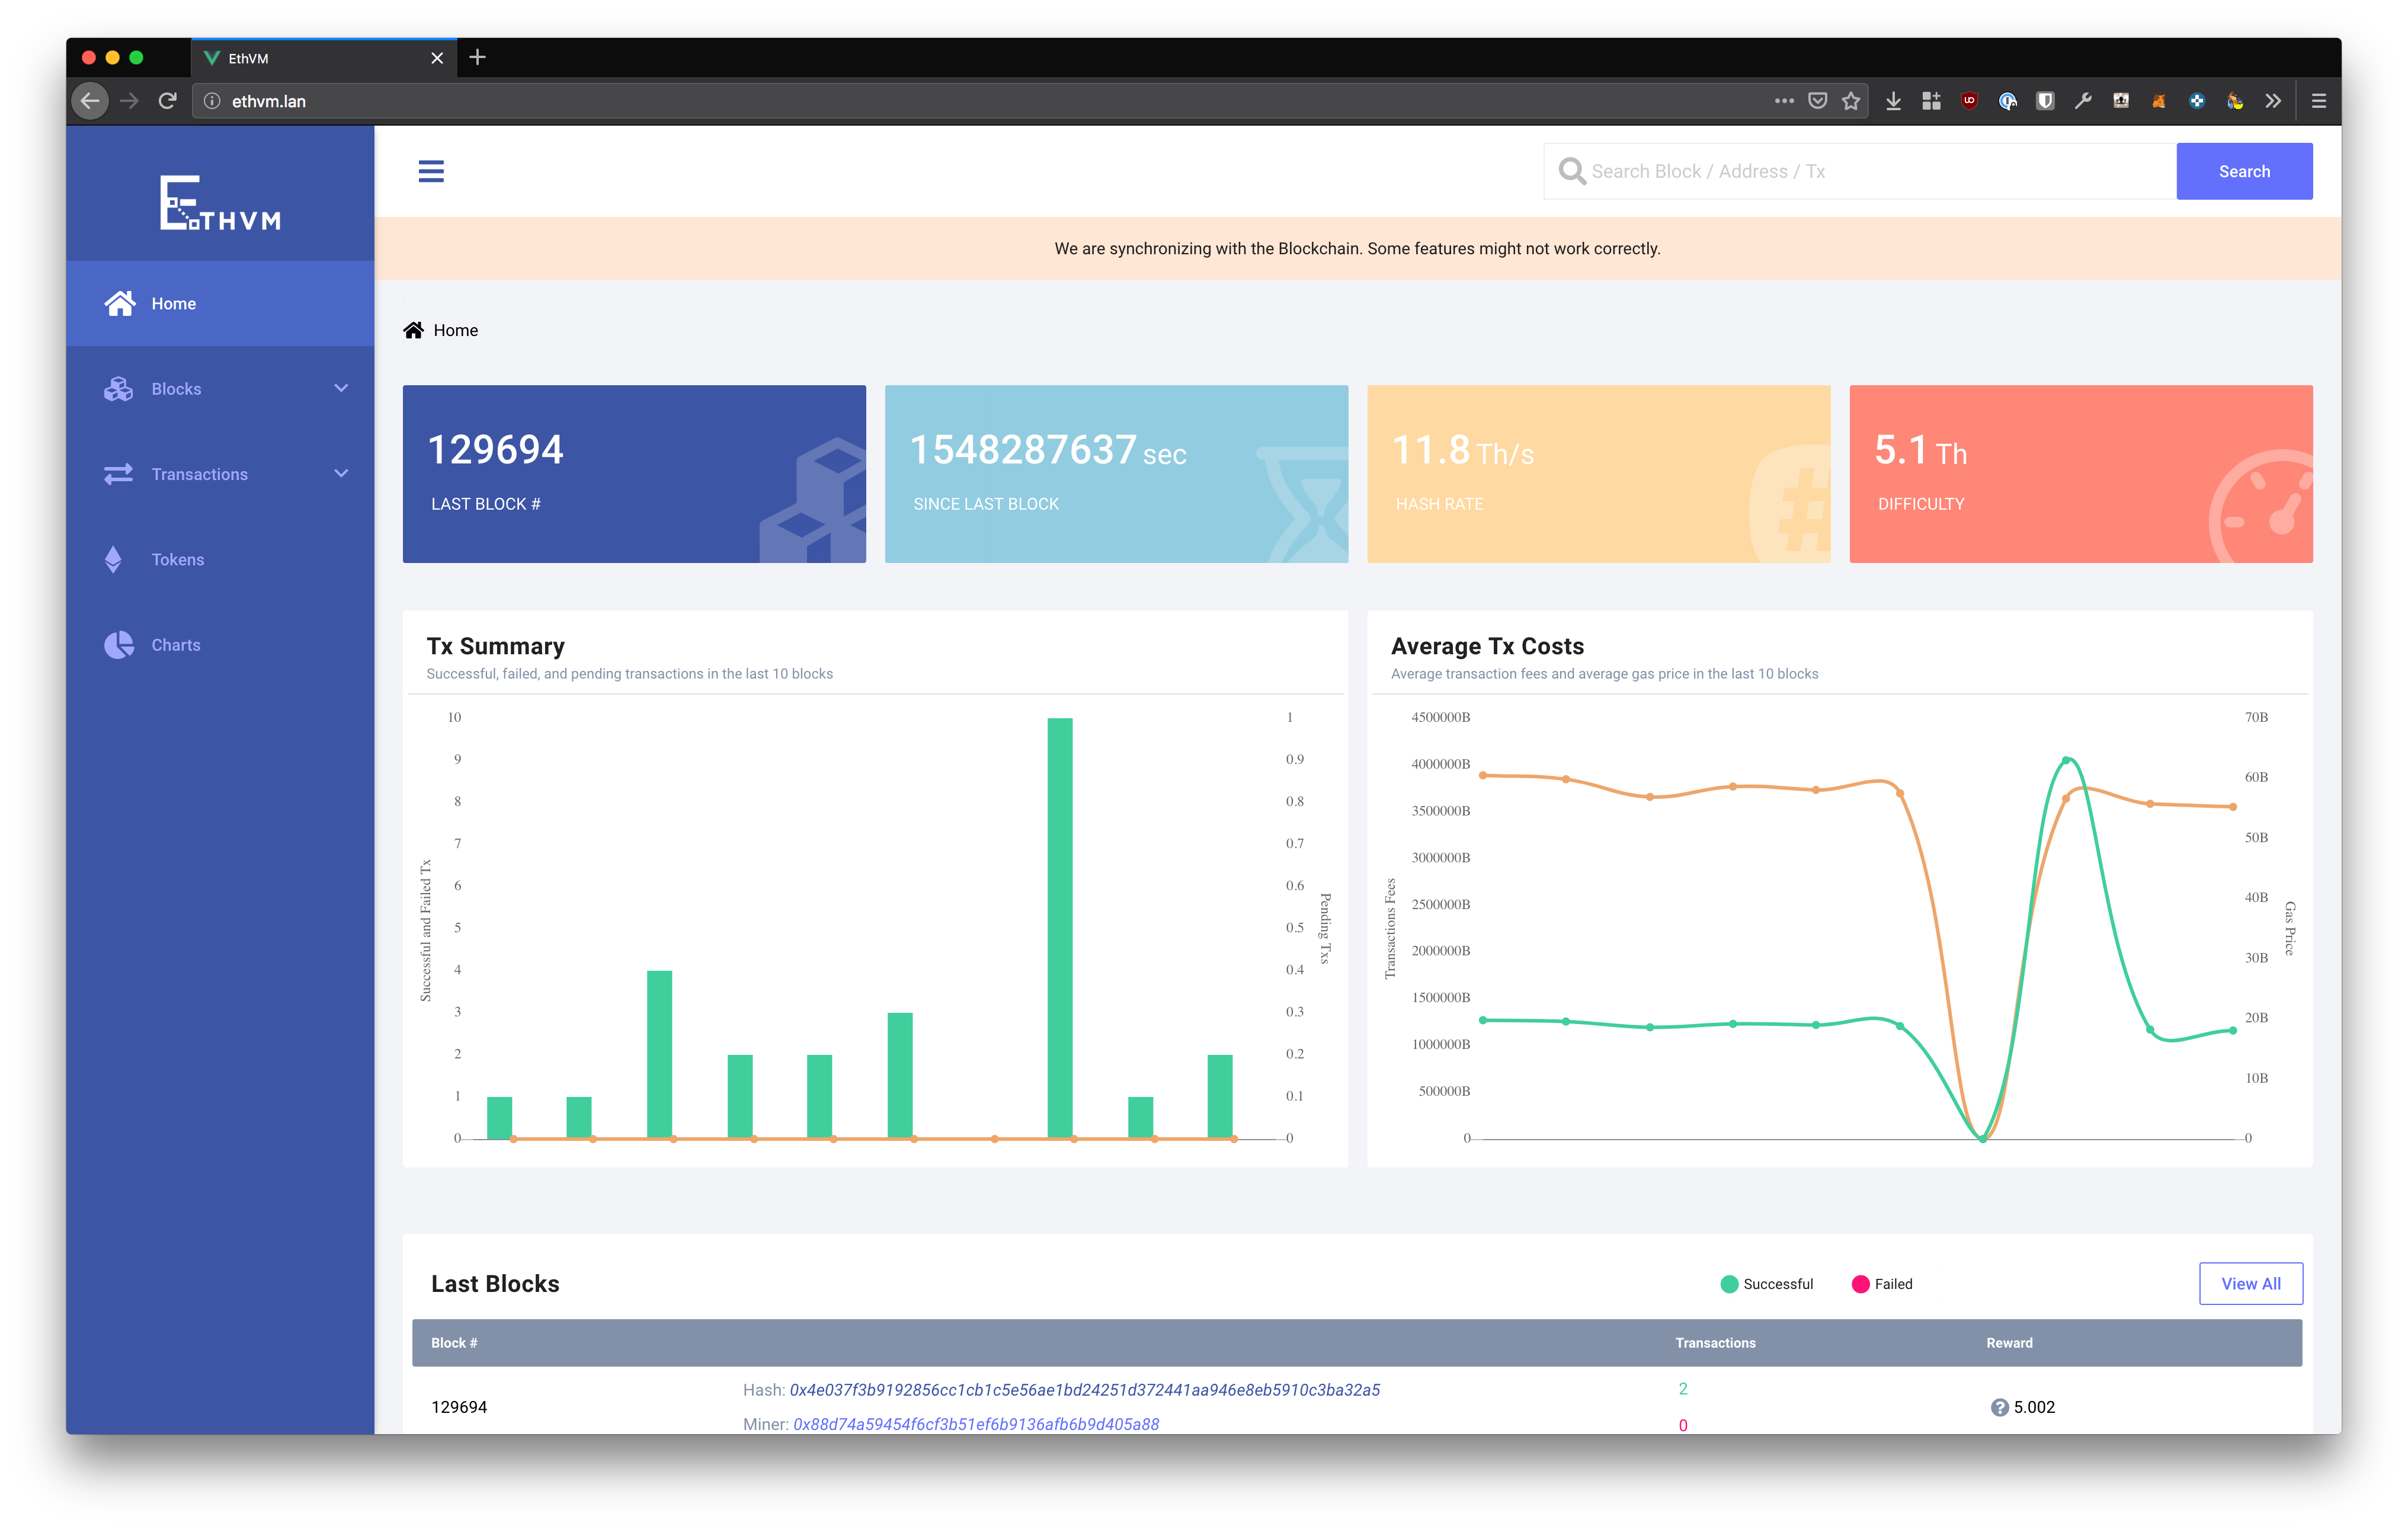 EthVM
ethvm.lan
ETHVM
Search Block / Address / Tx
Search
We are synchronizing with the Blockchain. Some features might not work correctly.
Home
Blocks
Transactions
Tokens
Charts
Home
129694
LAST BLOCK #
1548287637 sec
SINCE LAST BLOCK
11.8 Th/s
HASH RATE
#
5.1 Th
DIFFICULTY
Tx Summary
Successful, failed, and pending transactions in the last 10 blocks
Successful and Failed Tx
10
9
8
7
6
5
4
3
2
1
0
1
0.9
0.8
0.7
0.6
0.5
0.4
0.3
0.2
0.1
0
Pending Txs
Average Tx Costs
Average transaction fees and average gas price in the last 10 blocks
Transactions Fees
4500000B
4000000B
3500000B
3000000B
2500000B
2000000B
1500000B
1000000B
500000B
0
70B
60B
50B
40B
30B
20B
10B
0
Gas Price
Last Blocks
Successful
Failed
View All
Block # Transactions Reward
129694
Hash: 0x4e037f3b9192856cc1cb1c5e56ae1bd24251d372441aa946e8eb5910c3ba32a5
Miner: 0x88d74a59454f6cf3b51ef6b9136afb6b9d405a88
2
0
? 5.002